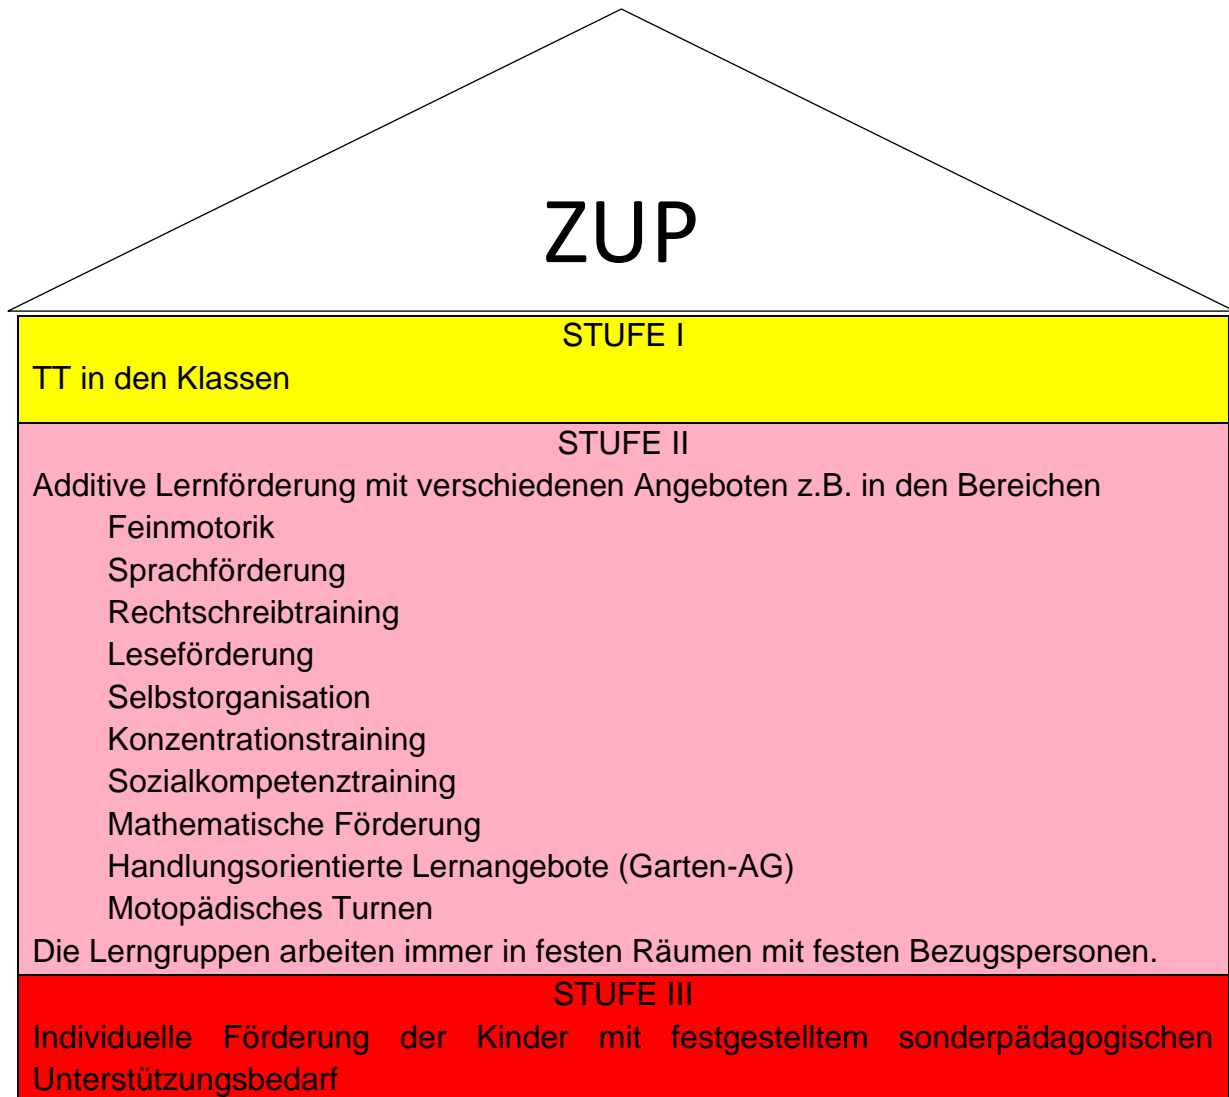 ZUP
STUFE I
TT in den Klassen
STUFE II
Additive Lernförderung mit verschiedenen Angeboten z.B. in den Bereichen
Feinmotorik
Sprachförderung
Rechtschreibtraining
Leseförderung
Selbstorganisation
Konzentrationstraining
Sozialkompetenztraining
Mathematische Förderung
Handlungsorientierte Lernangebote (Garten-AG)
Motopädisches Turnen
Die Lerngruppen arbeiten immer in festen Räumen mit festen Bezugspersonen.
STUFE III
Individuelle Förderung der Kinder mit festgestelltem sonderpädagogischen
Unterstützungsbedarf